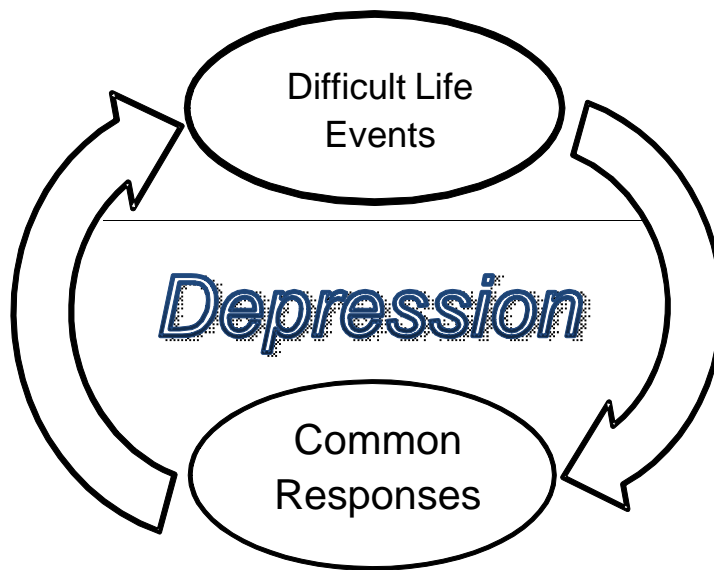 Difficult Life
Events
Depression
Common
Responses